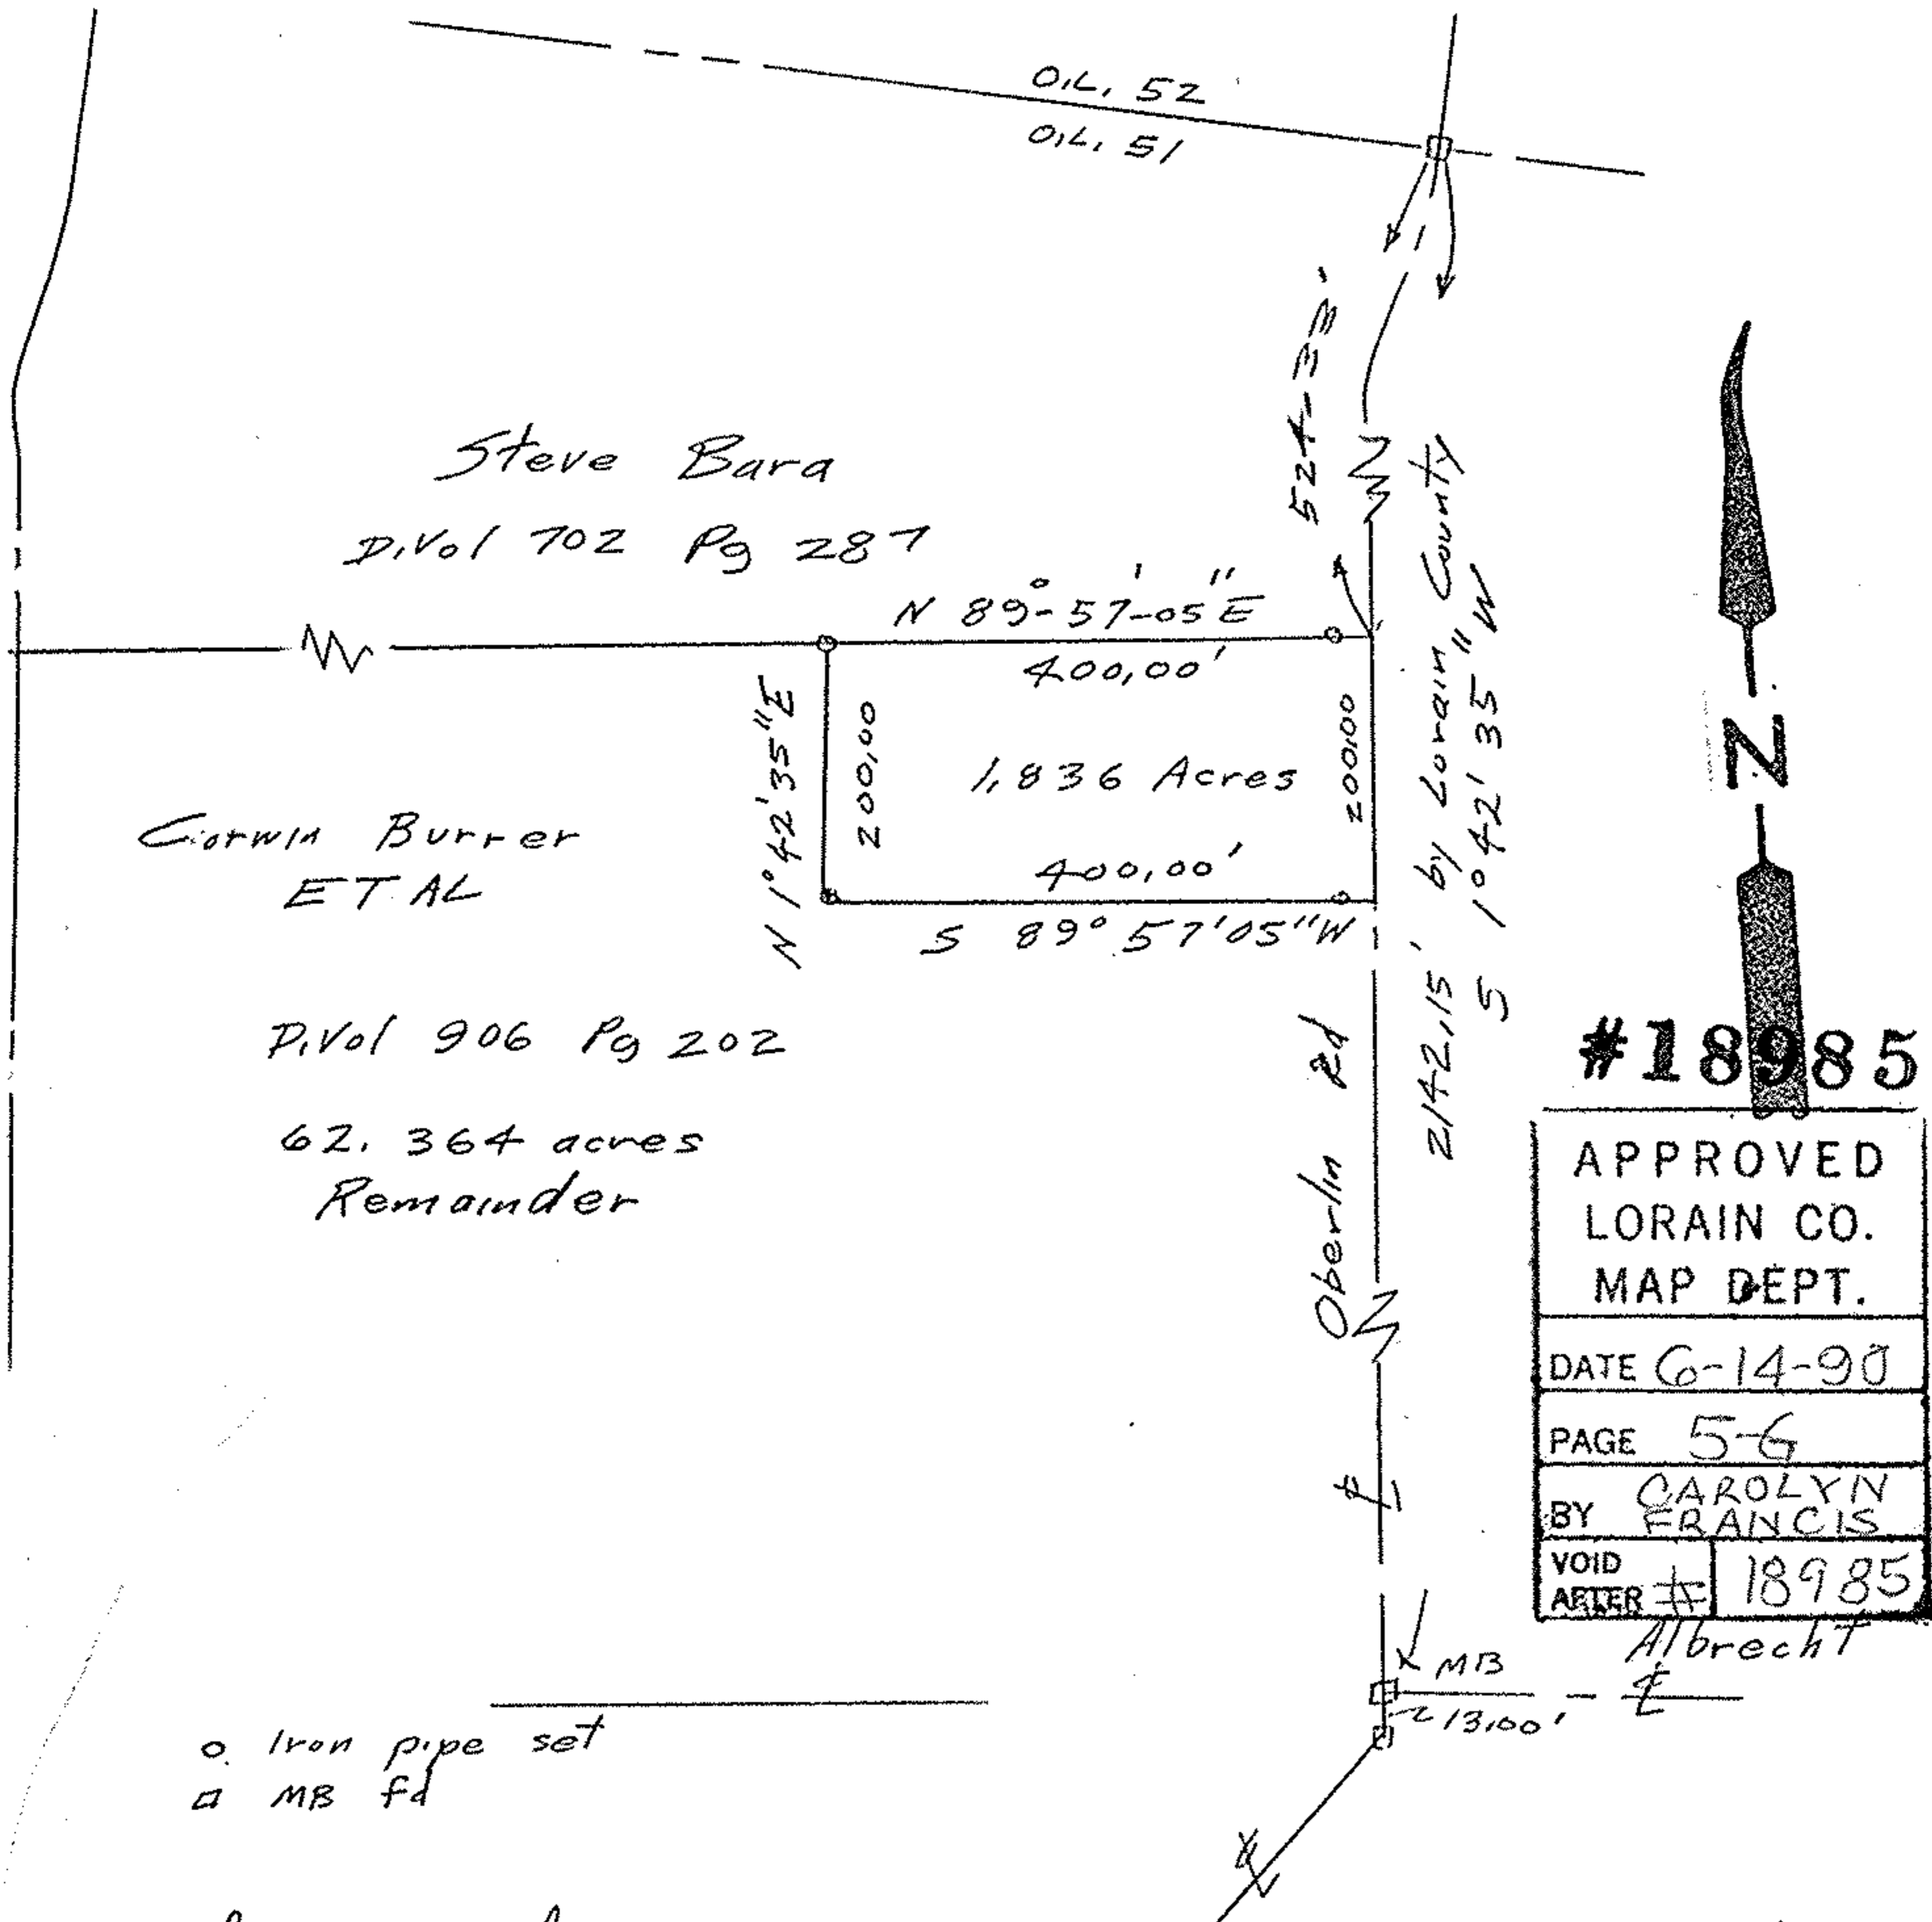 O.L. 52
O.L. 51
Steve Bara
D.Vol 702 Pg 287
N 89°-57'-05"E
400.00'
N 1°42'35"E
200.00
1.836 Acres
200.00
400.00'
S 89°57'05"W
Corwin Burrer
ET AL
D.Vol 906 Pg 202
62.364 acres
Remainder
Oberlin Rd
2142.15' by Lorain County
S 1°42'35"W
N
#18985
APPROVED
LORAIN CO.
MAP DEPT.
DATE 6-14-90
PAGE 5-G
BY CAROLYN
FRANCIS
VOID
AFTER # 18985
Albrecht
MB
℄
13.00'
o Iron pipe set
□ MB fd